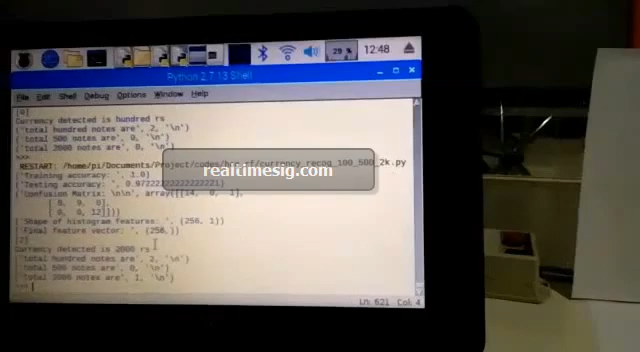 29 %
12:48
Python 2.7.13 Shell
File Edit Shell Debug Options Window Help
[0]
Currency detected is hundred rs
('total hundred notes are', 2, '\n')
('total 500 notes are', 0, '\n')
('total 2000 notes are', 0, '\n')
>>>
RESTART: /home/pi/Documents/Project/codes/ /currency_recog_100_500_2k.py
('Training accuracy: ', 1.0)
('Testing accuracy: ', 0.97222222222222221)
('Confusion Matrix: \n\n', array([[14, 0, 1],
[ 0, 9, 0],
[ 0, 0, 12]]))
('Shape of histogram features: ', (256, 1))
('Final feature vector: ', (256,))
[2]
Currency detected is 2000 rs
('total hundred notes are', 2, '\n')
('total 500 notes are', 0, '\n')
('total 2000 notes are', 1, '\n')
>>>
Ln: 621 Col: 4
realtimesig.com